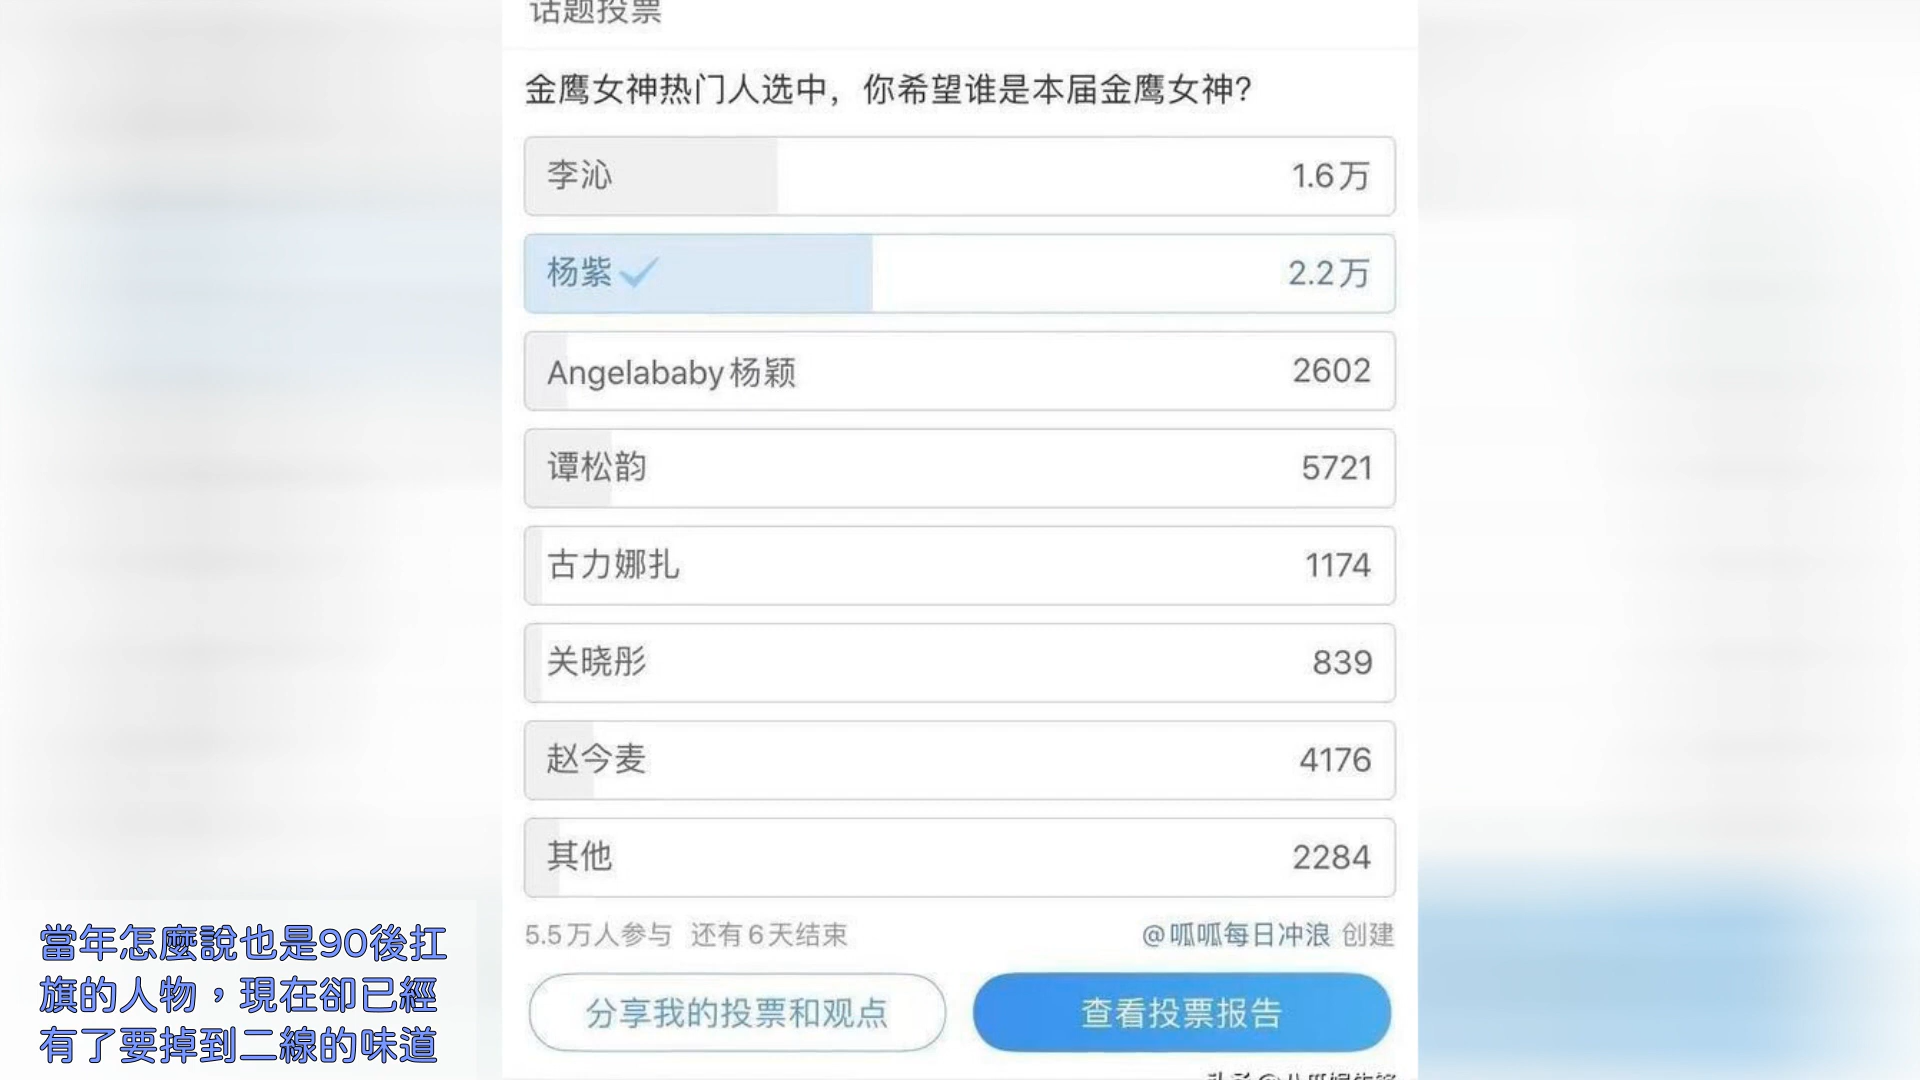 话题投票
金鹰女神热门人选中，你希望谁是本届金鹰女神?
李沁 1.6万
杨紫 2.2万
Angelababy杨颖 2602
谭松韵 5721
古力娜扎 1174
关晓彤 839
赵今麦 4176
其他 2284
5.5万人参与 还有6天结束 @呱呱每日冲浪 创建
分享我的投票和观点 查看投票报告
當年怎麼說也是90後扛
旗的人物，現在卻已經
有了要掉到二線的味道